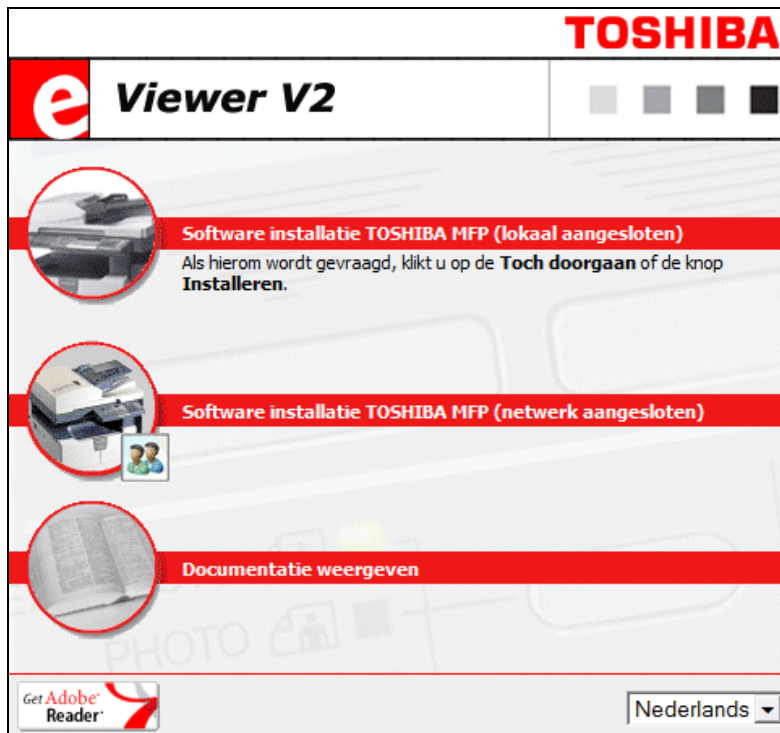 TOSHIBA
e
Viewer V2
Software installatie TOSHIBA MFP (lokaal aangesloten)
Als hierom wordt gevraagd, klikt u op de Toch doorgaan of de knop
Installeren.
Software installatie TOSHIBA MFP (netwerk aangesloten)
Documentatie weergeven
PHOTO
Get Adobe®
Reader®
Nederlands